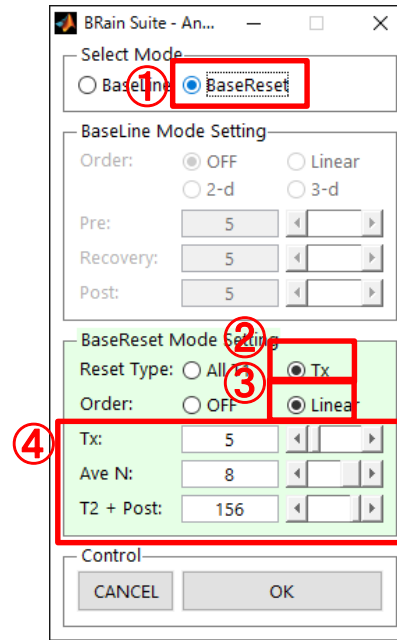 BRain Suite - An...
Select Mode
① BaseLine BaseReset
BaseLine Mode Setting
Order: OFF Linear
2-d 3-d
Pre: 5
Recovery: 5
Post: 5
BaseReset Mode Setting ②
Reset Type: All Tx
③
Order: OFF Linear
④
Tx: 5
Ave N: 8
T2 + Post: 156
Control
CANCEL OK